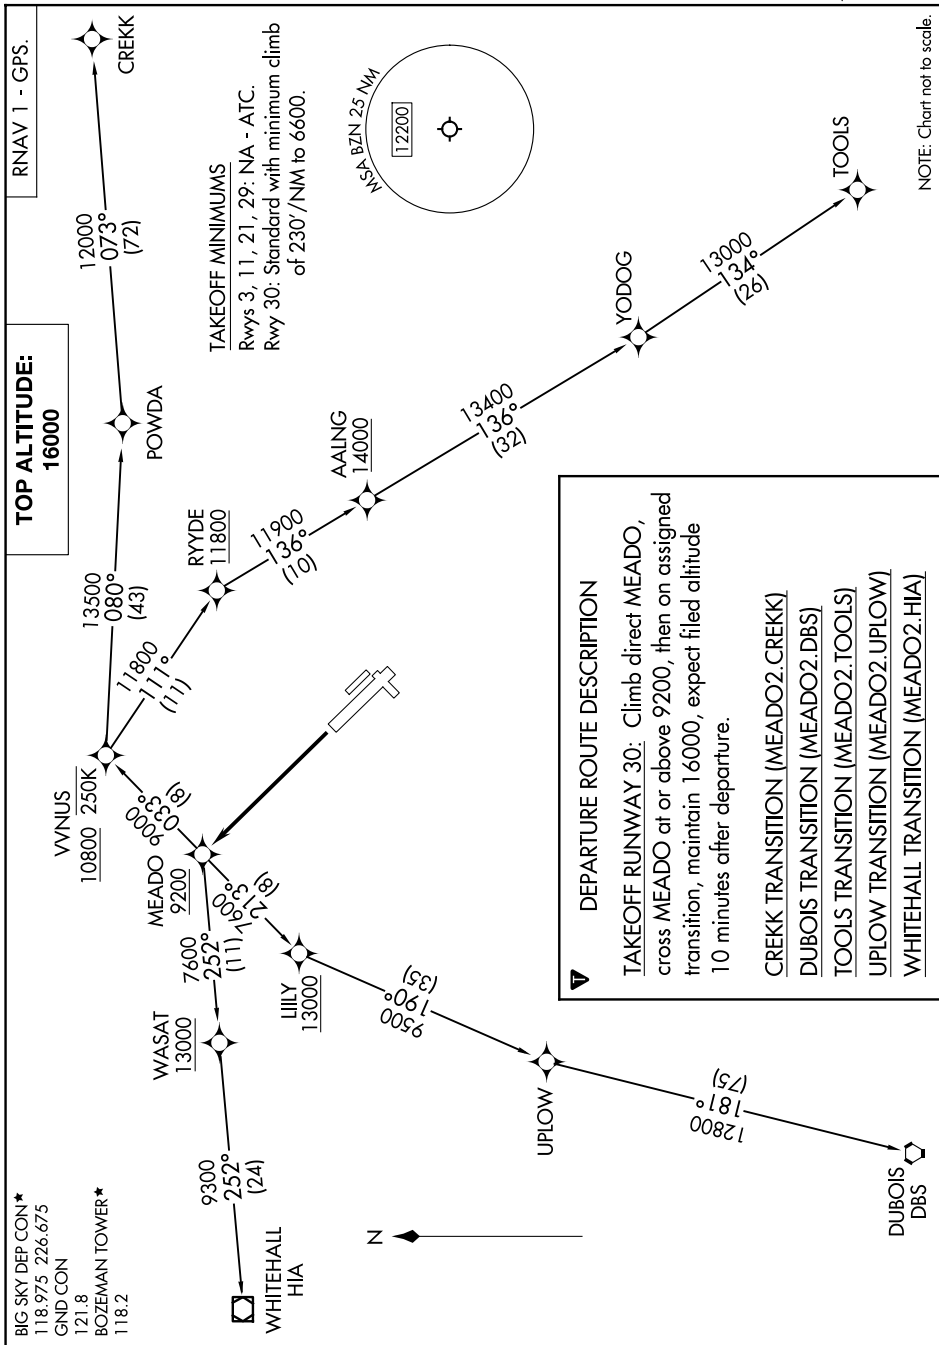 BIG SKY DEP CON★
118.975 226.675
GND CON
121.8
BOZEMAN TOWER★
118.2
TOP ALTITUDE:
16000
RNAV 1 - GPS.
VVNUS
10800 250K
13500
080°
(43)
POWDA
12000
073°
(72)
CREKK
9000
033°
(8)
11800
111°
(11)
RYYDE
11800
11900
136°
(10)
AALNG
14000
13400
136°
(32)
YODOG
13000
134°
(26)
TOOLS
MEADO
9200
7600
252°
(11)
WASAT
13000
9300
252°
(24)
WHITEHALL
HIA
7600
213°
(8)
LIILY
13000
9500
190°
(35)
UPLOW
12800
181°
(75)
DUBOIS
DBS
N
TAKEOFF MINIMUMS
Rwys 3, 11, 21, 29: NA - ATC.
Rwy 30: Standard with minimum climb
of 230'/NM to 6600.
MSA BZN 25 NM
12200
T
DEPARTURE ROUTE DESCRIPTION
TAKEOFF RUNWAY 30: Climb direct MEADO,
cross MEADO at or above 9200, then on assigned
transition, maintain 16000, expect filed altitude
10 minutes after departure.
CREKK TRANSITION (MEADO2.CREKK)
DUBOIS TRANSITION (MEADO2.DBS)
TOOLS TRANSITION (MEADO2.TOOLS)
UPLOW TRANSITION (MEADO2.UPLOW)
WHITEHALL TRANSITION (MEADO2.HIA)
NOTE: Chart not to scale.